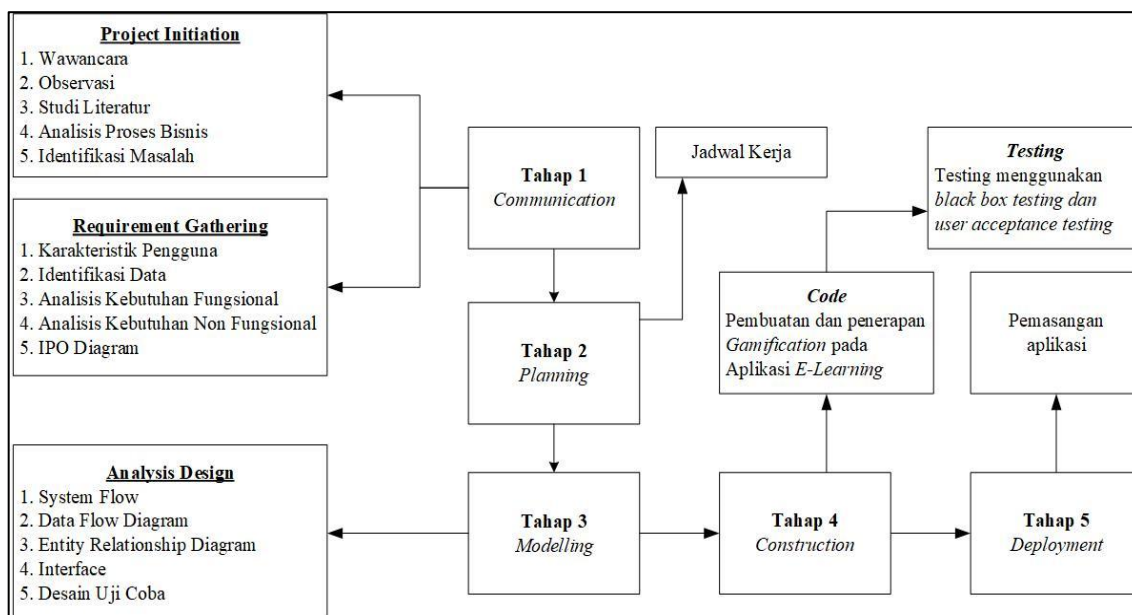 Project Initiation
1. Wawancara
2. Observasi
3. Studi Literatur
4. Analisis Proses Bisnis
5. Identifikasi Masalah
Requirement Gathering
1. Karakteristik Pengguna
2. Identifikasi Data
3. Analisis Kebutuhan Fungsional
4. Analisis Kebutuhan Non Fungsional
5. IPO Diagram
Analysis Design
1. System Flow
2. Data Flow Diagram
3. Entity Relationship Diagram
4. Interface
5. Desain Uji Coba
Tahap 1
Communication
Tahap 2
Planning
Tahap 3
Modelling
Jadwal Kerja
Code
Pembuatan dan penerapan
Gamification pada
Aplikasi E-Learning
Tahap 4
Construction
Testing
Testing menggunakan
black box testing dan
user acceptance testing
Pemasangan
aplikasi
Tahap 5
Deployment